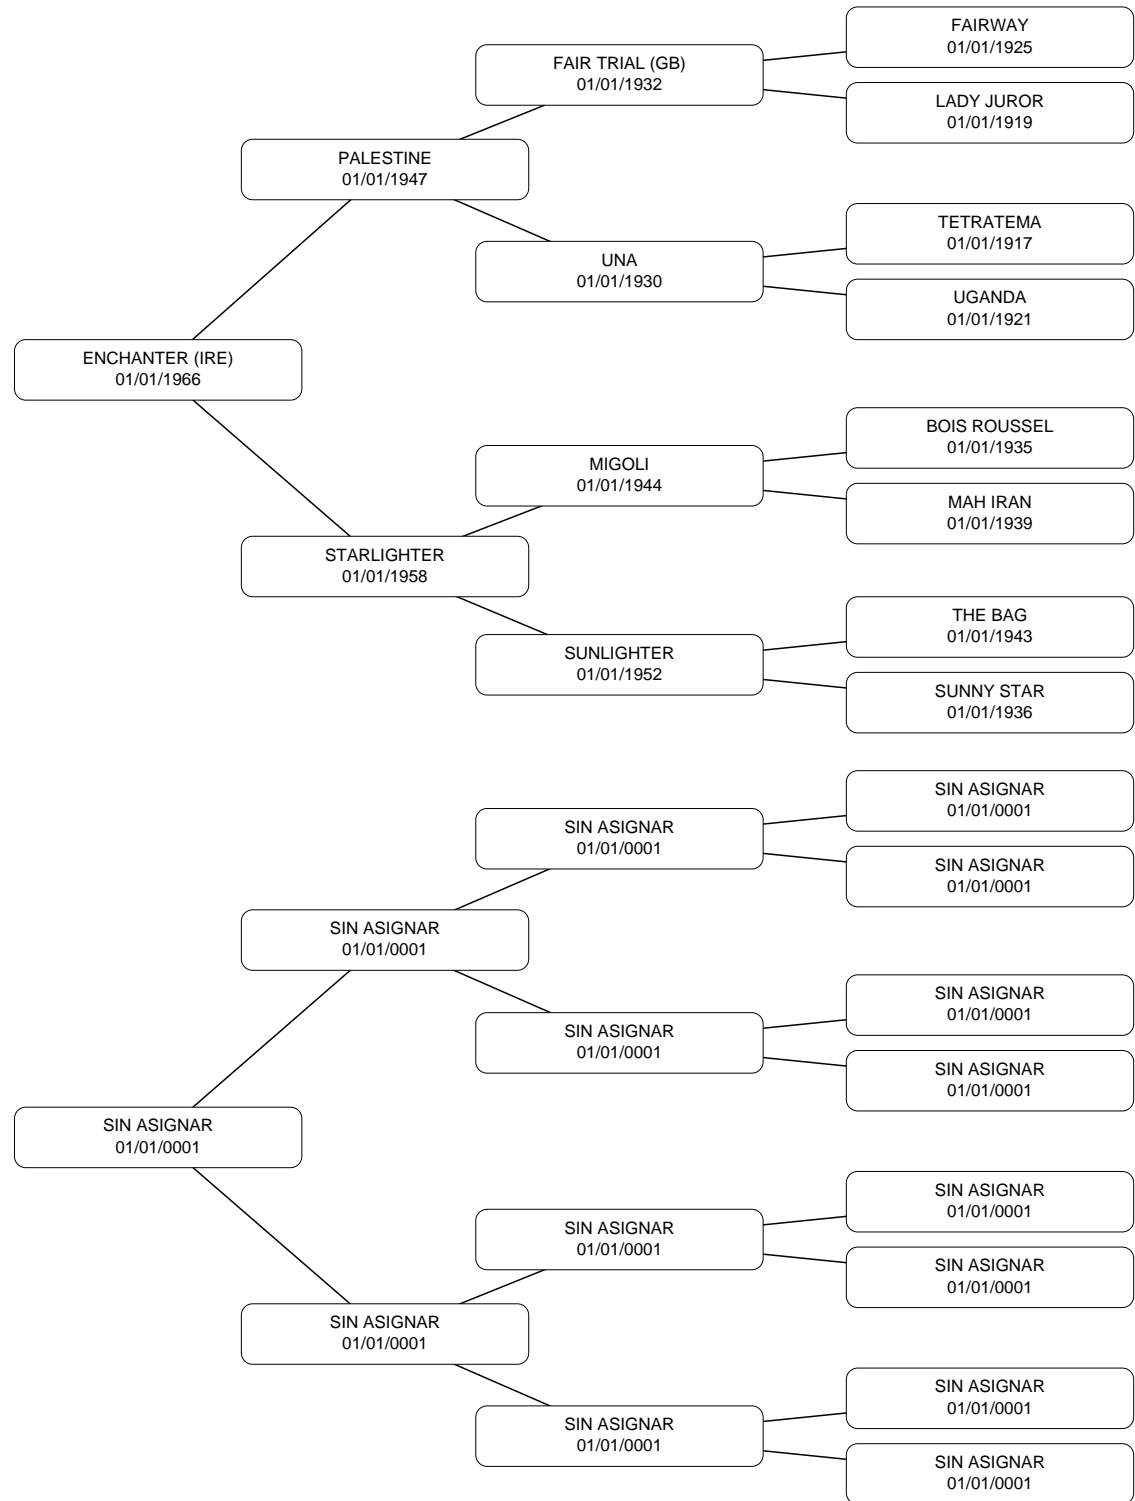 FAIRWAY
01/01/1925
FAIR TRIAL (GB)
01/01/1932
LADY JUROR
01/01/1919
PALESTINE
01/01/1947
TETRATEMA
01/01/1917
UNA
01/01/1930
UGANDA
01/01/1921
ENCHANTER (IRE)
01/01/1966
BOIS ROUSSEL
01/01/1935
MIGOLI
01/01/1944
MAH IRAN
01/01/1939
STARLIGHTER
01/01/1958
THE BAG
01/01/1943
SUNLIGHTER
01/01/1952
SUNNY STAR
01/01/1936
SIN ASIGNAR
01/01/0001
SIN ASIGNAR
01/01/0001
SIN ASIGNAR
01/01/0001
SIN ASIGNAR
01/01/0001
SIN ASIGNAR
01/01/0001
SIN ASIGNAR
01/01/0001
SIN ASIGNAR
01/01/0001
SIN ASIGNAR
01/01/0001
SIN ASIGNAR
01/01/0001
SIN ASIGNAR
01/01/0001
SIN ASIGNAR
01/01/0001
SIN ASIGNAR
01/01/0001
SIN ASIGNAR
01/01/0001
SIN ASIGNAR
01/01/0001
SIN ASIGNAR
01/01/0001